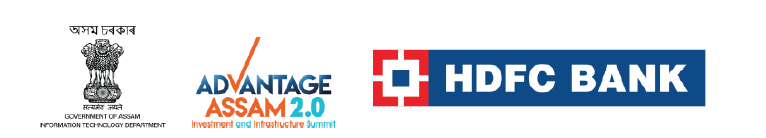 অসম চৰকাৰ
सत्यमेव जयते
GOVERNMENT OF ASSAM
INFORMATION TECHNOLOGY DEPARTMENT
ADVANTAGE
ASSAM 2.0
Investment and Infrastructure Summit
HDFC BANK